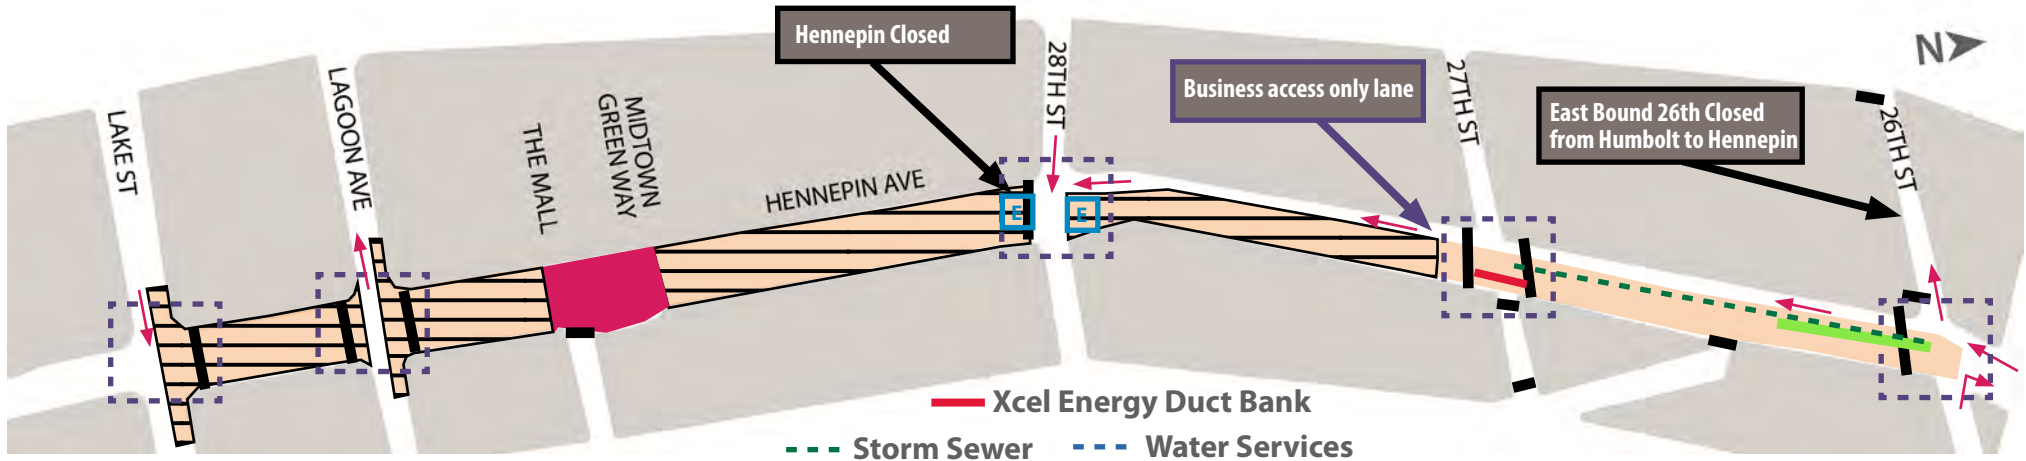 Hennepin Closed
28TH ST
Business access only lane
27TH ST
East Bound 26th Closed
from Humbolt to Hennepin
26TH ST
N
LAKE ST
LAGOON AVE
THE MALL
MIDTOWN
GREEN WAY
HENNEPIN AVE
E
E
Xcel Energy Duct Bank
Storm Sewer
Water Services